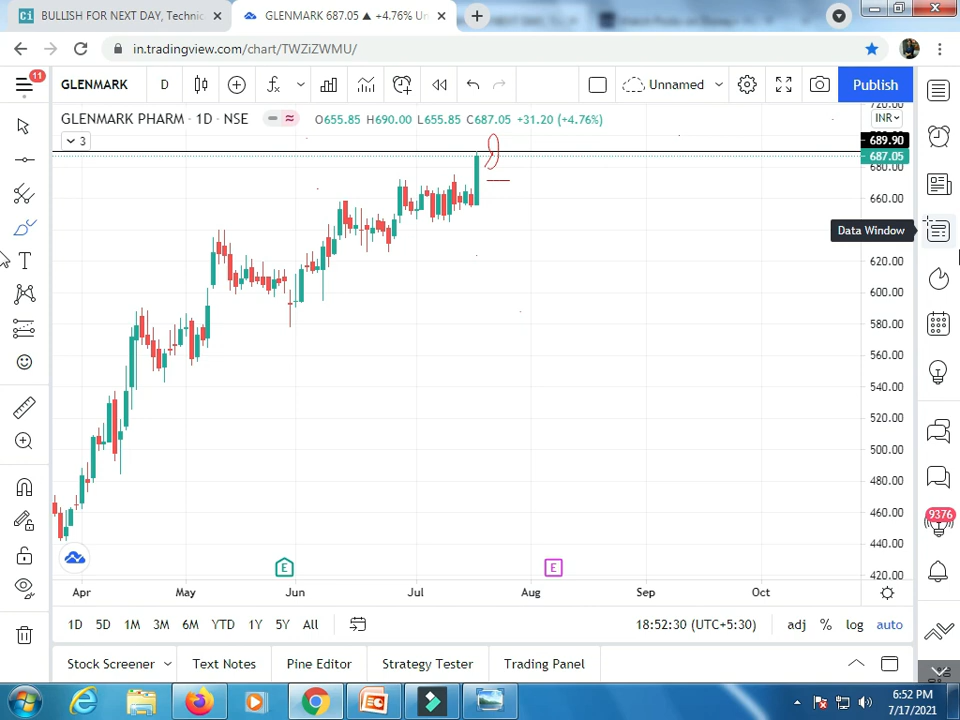 BULLISH FOR NEXT DAY, Technic
GLENMARK 687.05 ▲ +4.76% Un
in.tradingview.com/chart/TWZiZWMU/
11
GLENMARK D Unnamed Publish
GLENMARK PHARM · 1D · NSE O655.85 H690.00 L655.85 C687.05 +31.20 (+4.76%)
3
720.00
INR
689.90
687.05
680.00
660.00
Data Window
620.00
600.00
580.00
560.00
540.00
520.00
500.00
480.00
460.00
440.00
420.00
9376
E E
Apr May Jun Jul Aug Sep Oct
1D 5D 1M 3M 6M YTD 1Y 5Y All 18:52:30 (UTC+5:30) adj % log auto
Stock Screener Text Notes Pine Editor Strategy Tester Trading Panel
6:52 PM
7/17/2021